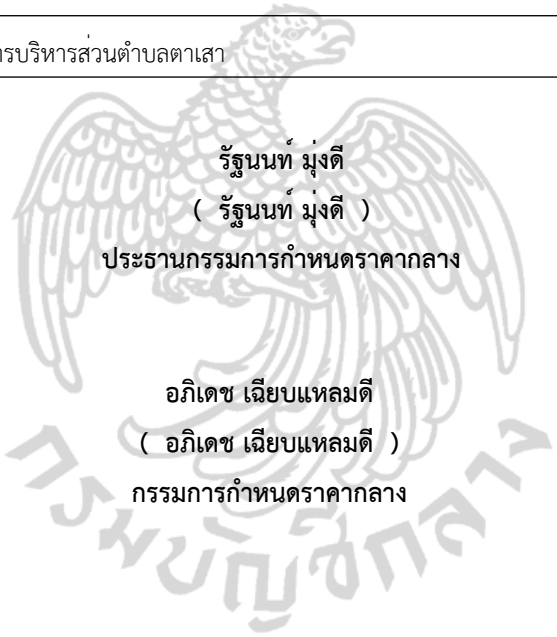 ารบริหารส่วนตำบลตาเสา
รัฐนนท์ มุ่งดี
( รัฐนนท์ มุ่งดี )
ประธานกรรมการกำหนดราคากลาง
อภิเดช เฉียบแหลมดี
( อภิเดช เฉียบแหลมดี )
กรรมการกำหนดราคากลาง
กรมบัญชีกลาง